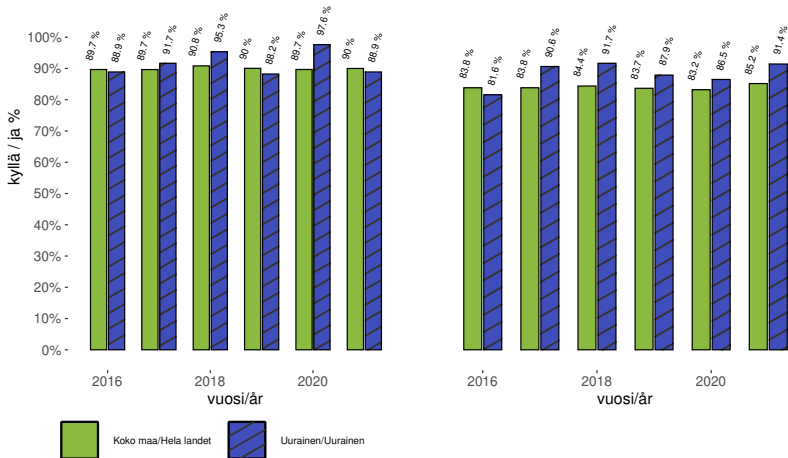 89.7 % 88.9 % 89.7 % 91.7 % 90.8 % 95.3 % 90 % 88.2 % 89.7 % 97.6 % 90 % 88.9 %
83.8 % 81.6 % 83.8 % 90.6 % 84.4 % 91.7 % 83.7 % 87.9 % 83.2 % 86.5 % 85.2 % 91.4 %
kyllä / ja %
100%
90%
80%
70%
60%
50%
40%
30%
20%
10%
0%
2016 2018 2020
vuosi/år
2016 2018 2020
vuosi/år
Koko maa/Hela landet
Uurainen/Uurainen